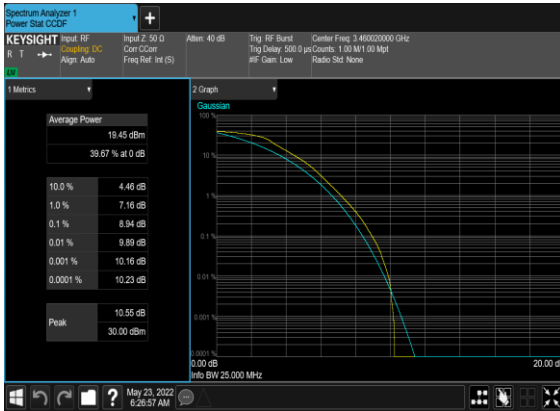 Spectrum Analyzer 1
Power Stat CCDF
+
KEYSIGHT
R T
Input: RF
Coupling: DC
Align: Auto
Input Z: 50 Ω
Corr CCorr
Freq Ref: Int (S)
Atten: 40 dB
Trig: RF Burst
Trig Delay: 500.0 µs
#IF Gain: Low
Center Freq: 3.460020000 GHz
Counts: 1.00 M/1.00 Mpt
Radio Std: None
1 Metrics
Average Power
19.45 dBm
39.67 % at 0 dB
10.0 % 4.46 dB
1.0 % 7.16 dB
0.1 % 8.94 dB
0.01 % 9.89 dB
0.001 % 10.16 dB
0.0001 % 10.23 dB
Peak
10.55 dB
30.00 dBm
2 Graph
Gaussian
100 %
10 %
1 %
0.1 %
0.01 %
0.001 %
0.0001 %
0.00 dB
20.00 dB
Info BW 25.000 MHz
?
May 23, 2022
6:26:57 AM